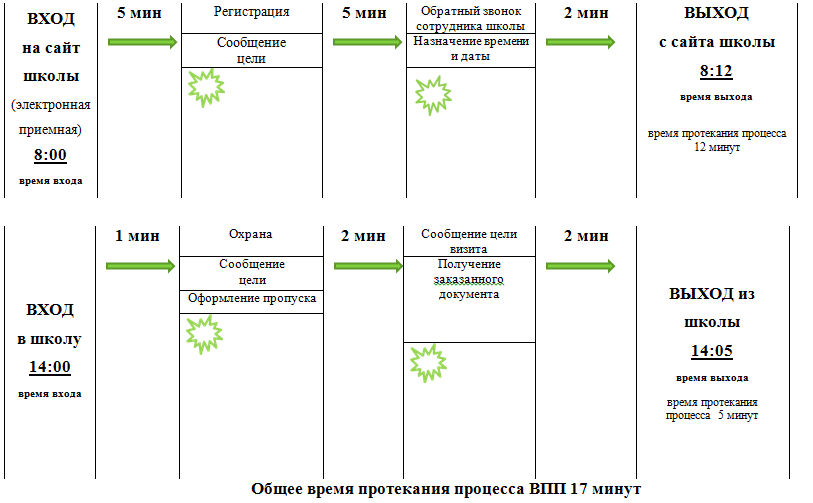 ВХОД
на сайт
школы
(электронная
приемная)
8:00
время входа
5 мин
Регистрация
Сообщение
цели
5 мин
Обратный звонок
сотрудника школы
Назначение времени
и даты
2 мин
ВЫХОД
с сайта школы
8:12
время выхода
время протекания процесса
12 минут
ВХОД
в школу
14:00
время входа
1 мин
Охрана
Сообщение
цели
Оформление пропуска
2 мин
Сообщение цели
визита
Получение
заказанного
документа
2 мин
ВЫХОД из
школы
14:05
время выхода
время протекания
процесса 5 минут
Общее время протекания процесса ВПП 17 минут